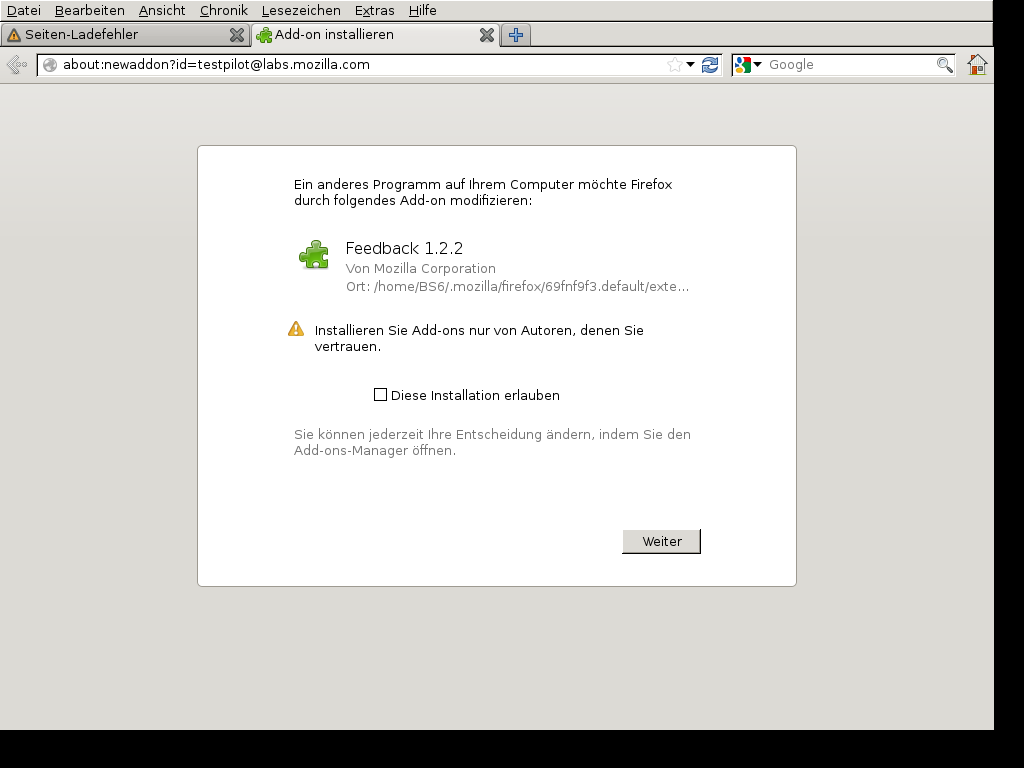 Datei Bearbeiten Ansicht Chronik Lesezeichen Extras Hilfe
Seiten-Ladefehler Add-on installieren
about:newaddon?id=testpilot@labs.mozilla.com Google
Ein anderes Programm auf Ihrem Computer möchte Firefox
durch folgendes Add-on modifizieren:
Feedback 1.2.2
Von Mozilla Corporation
Ort: /home/BS6/.mozilla/firefox/69fnf9f3.default/exte...
Installieren Sie Add-ons nur von Autoren, denen Sie
vertrauen.
Diese Installation erlauben
Sie können jederzeit Ihre Entscheidung ändern, indem Sie den
Add-ons-Manager öffnen.
Weiter